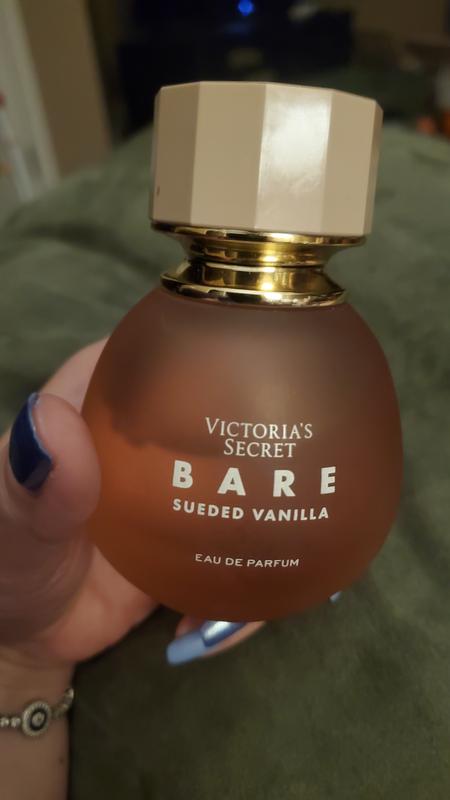 VICTORIA'S
SECRET
BARE
SUEDED VANILLA
EAU DE PARFUM